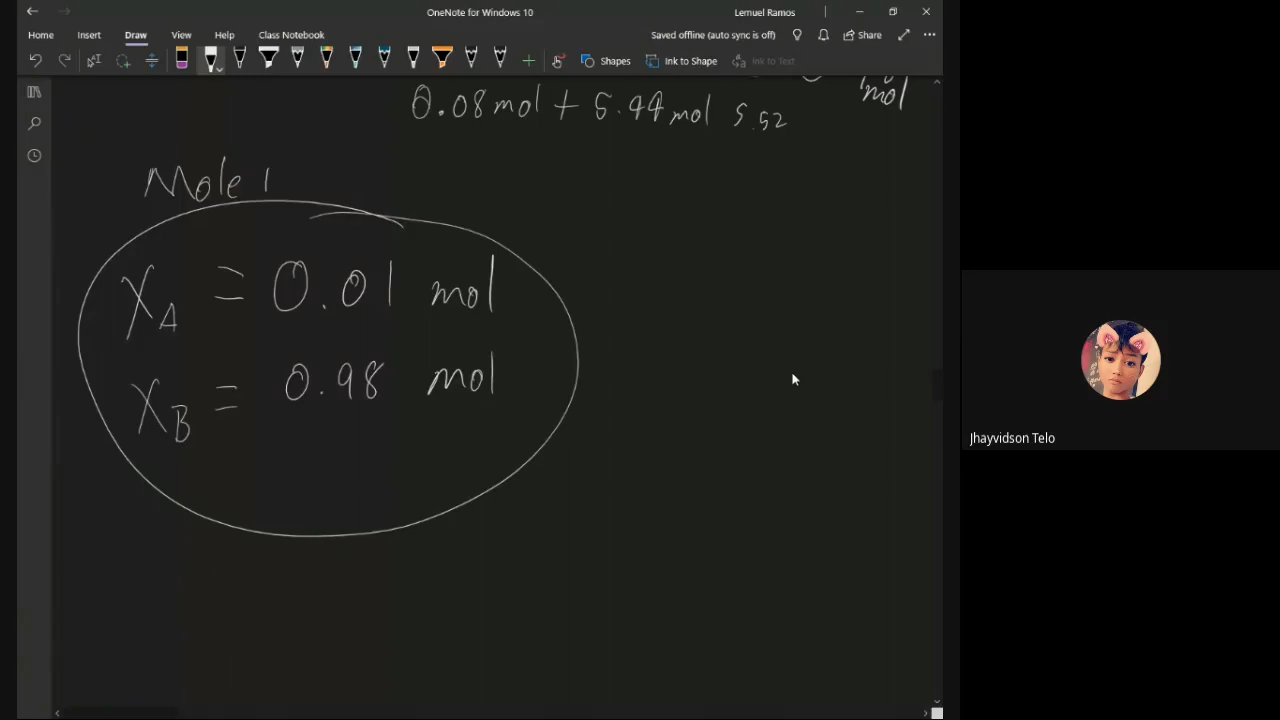 OneNote for Windows 10
Lemuel Ramos
Home Insert Draw View Help Class Notebook
Saved offline (auto sync is off) Share
Shapes Ink to Shape Ink to Text
mol
0.08 mol + 5.44 mol 5.52
Mole
XA = 0.01 mol
XB = 0.98 mol
Jhayvidson Telo